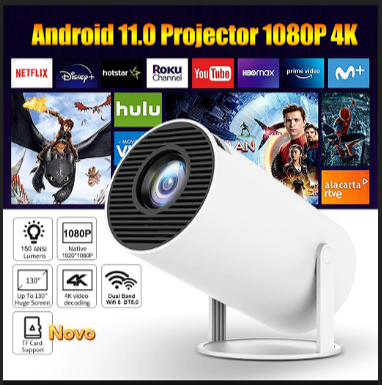 Android 11.0 Projector 1080P 4K
NETFLIX
Disney+
hotstar
Roku
Channel
YouTube
HBOMAX
prime video
M+
hulu
MOV
alacarta
rtve
150 ANSI
Lumens
1080P
Native
1920*1080P
130"
Up To 130"
Huge Screen
4K
4K video
decoding
Dual Band
Wifi 6 BT5.0
TF Card
Support
Novo